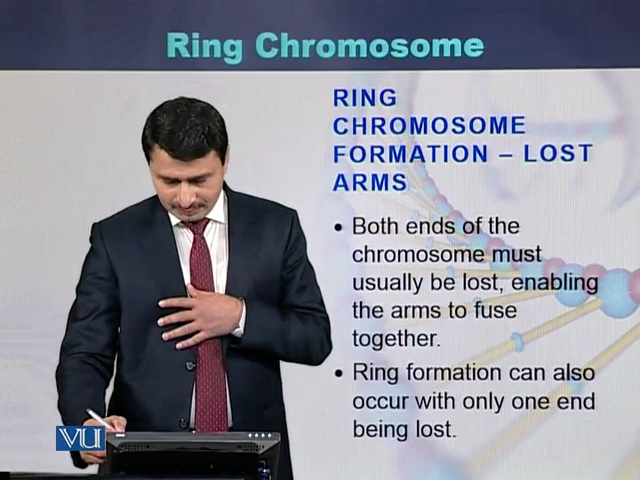 Ring Chromosome
RING
CHROMOSOME
FORMATION – LOST
ARMS
• Both ends of the
chromosome must
usually be lost, enabling
the arms to fuse
together.
• Ring formation can also
occur with only one end
being lost.
VU